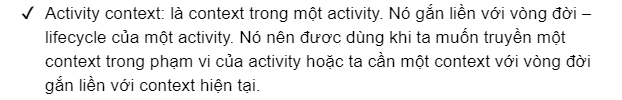 ✓ Activity context: là context trong một activity. Nó gắn liền với vòng đời –
lifecycle của một activity. Nó nên đươc dùng khi ta muốn truyền một
context trong phạm vi của activity hoặc ta cần một context với vòng đời
gắn liền với context hiện tại.